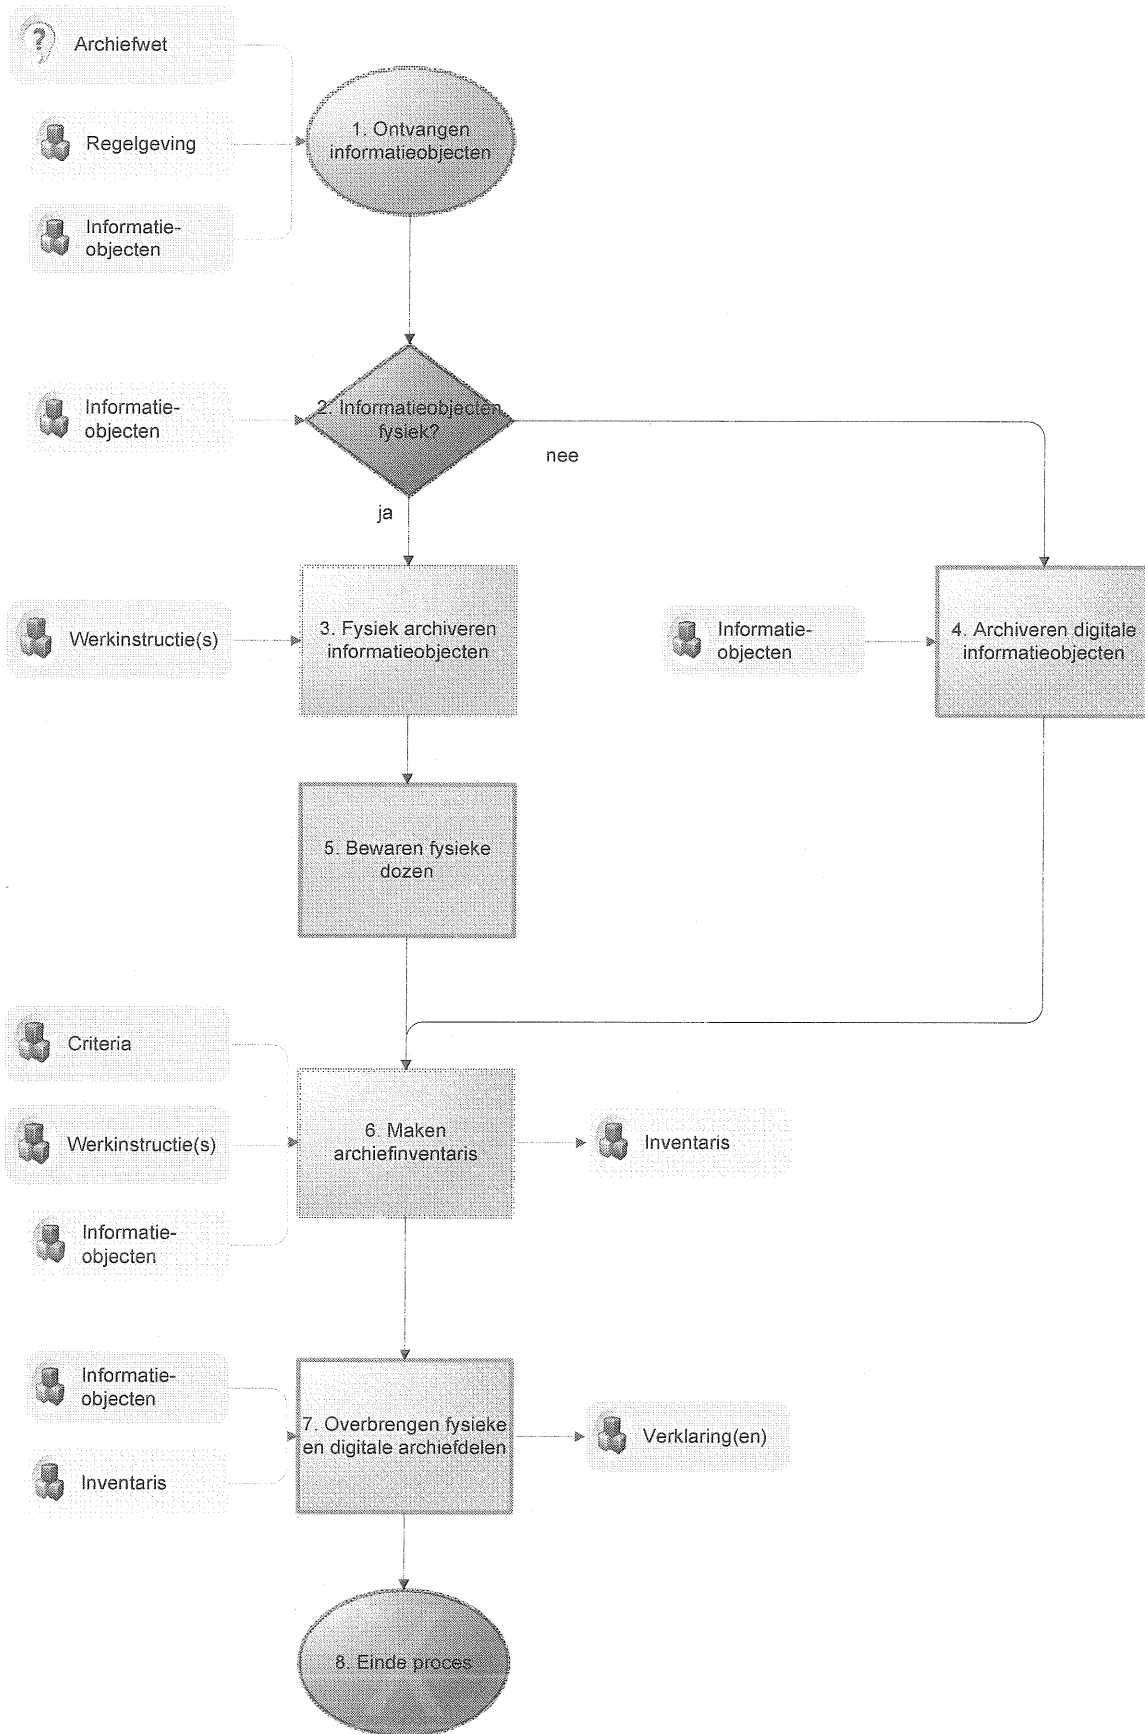 ?
Archiefwet
1. Ontvangen
informatieobjecten
Regelgeving
Informatie-
objecten
Informatie-
objecten
2. Informatieobjecten
fysiek?
nee
ja
Werkinstructie(s)
3. Fysiek archiveren
informatieobjecten
Informatie-
objecten
4. Archiveren digitale
informatieobjecten
5. Bewaren fysieke
dozen
Criteria
Werkinstructie(s)
6. Maken
archiefinventaris
Inventaris
Informatie-
objecten
Informatie-
objecten
7. Overbrengen fysieke
en digitale archiefdelen
Verklaring(en)
Inventaris
8. Einde proces